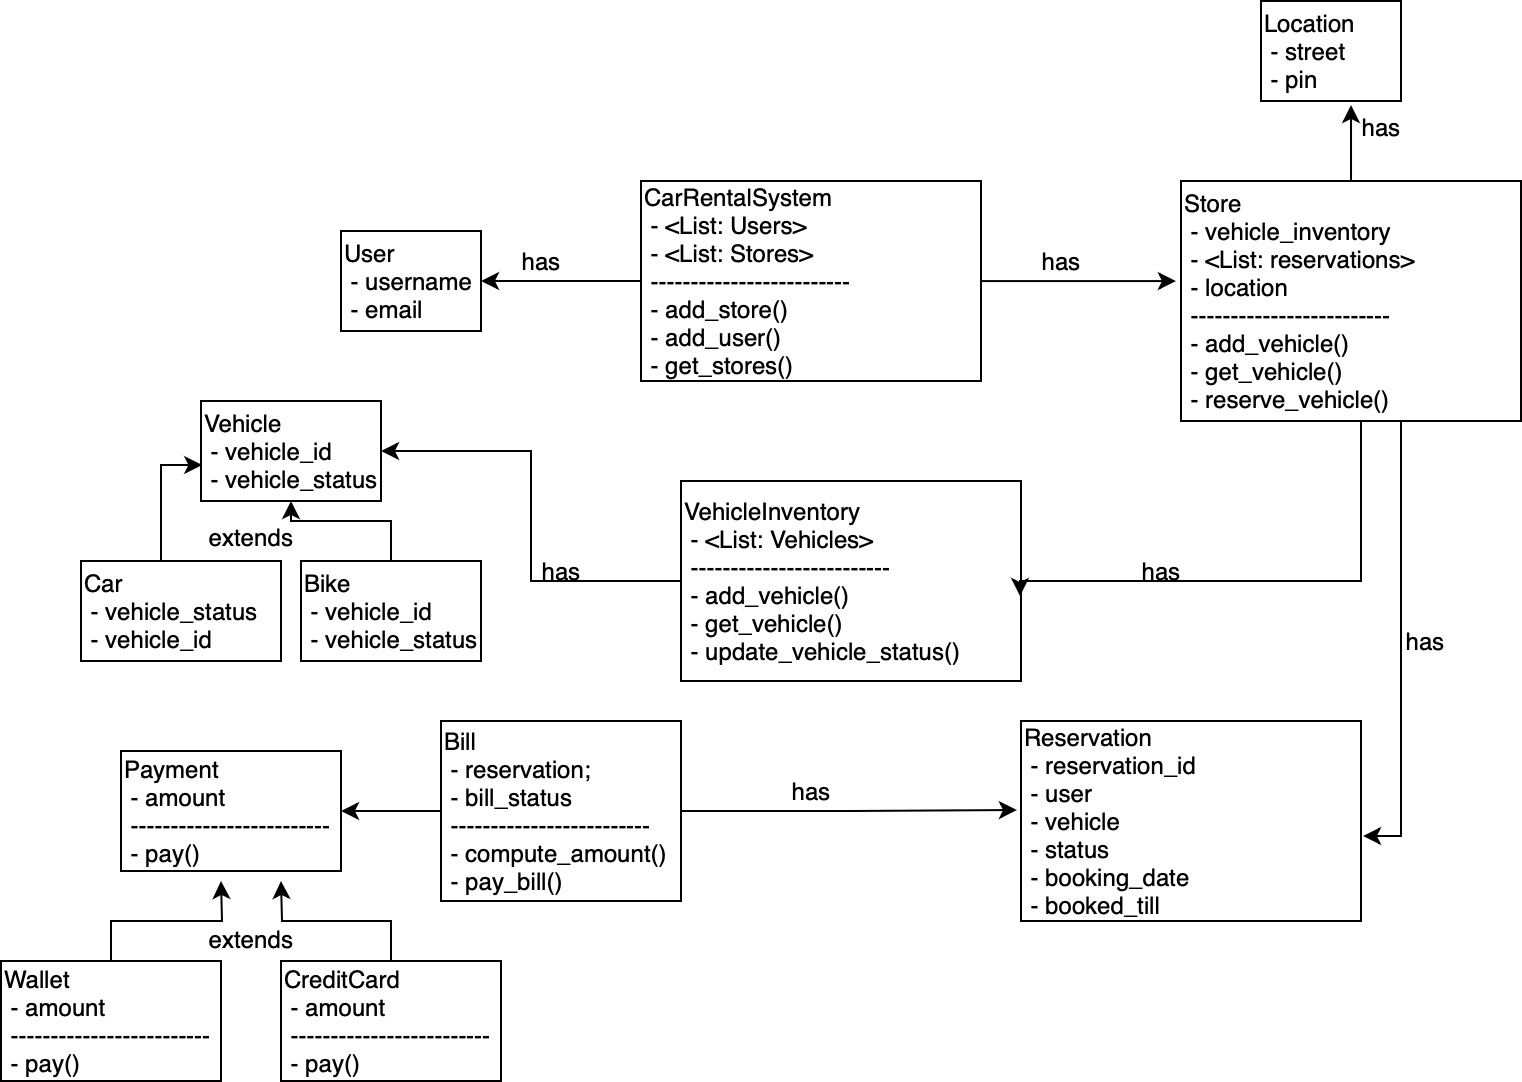 Location
- street
- pin
has
CarRentalSystem
- <List: Users>
- <List: Stores>
-------------------------
- add_store()
- add_user()
- get_stores()
Store
- vehicle_inventory
- <List: reservations>
- location
-------------------------
- add_vehicle()
- get_vehicle()
- reserve_vehicle()
User
- username
- email
has
has
Vehicle
- vehicle_id
- vehicle_status
extends
Car
- vehicle_status
- vehicle_id
Bike
- vehicle_id
- vehicle_status
has
VehicleInventory
- <List: Vehicles>
-------------------------
- add_vehicle()
- get_vehicle()
- update_vehicle_status()
has
has
Payment
- amount
-------------------------
- pay()
Bill
- reservation;
- bill_status
-------------------------
- compute_amount()
- pay_bill()
has
Reservation
- reservation_id
- user
- vehicle
- status
- booking_date
- booked_till
extends
Wallet
- amount
-------------------------
- pay()
CreditCard
- amount
-------------------------
- pay()